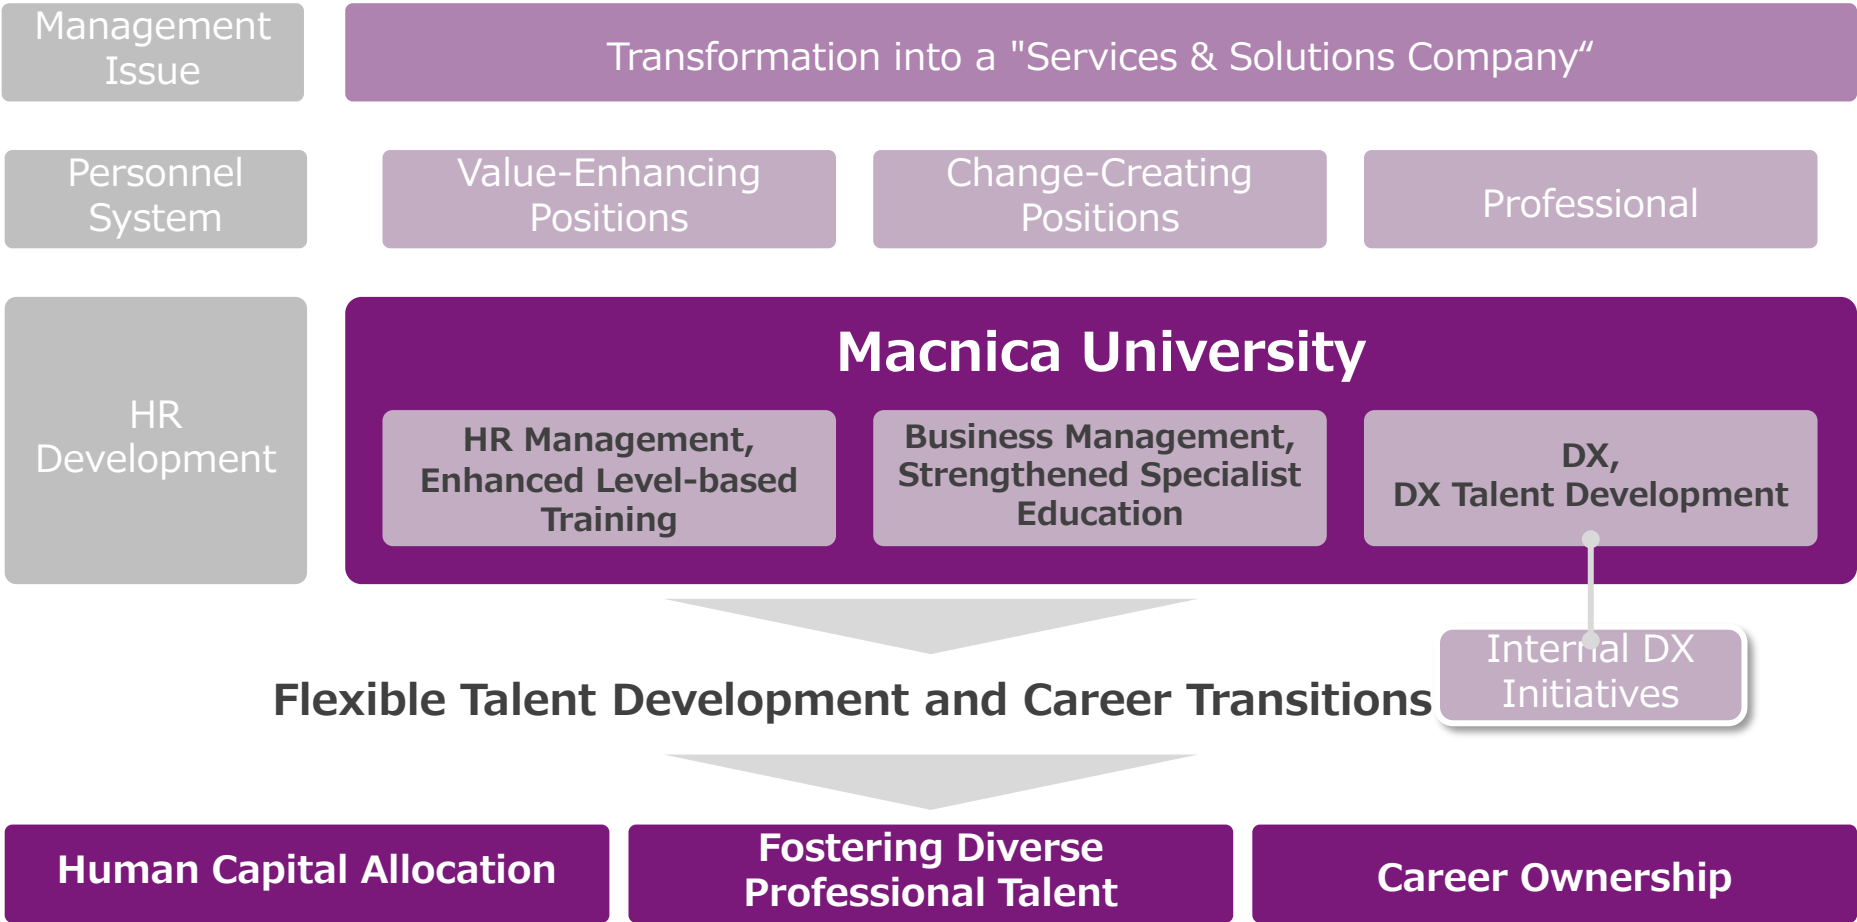 Management
Issue
Transformation into a "Services & Solutions Company“
Personnel
System
Value-Enhancing
Positions
Change-Creating
Positions
Professional
HR
Development
Macnica University
HR Management,
Enhanced Level-based
Training
Business Management,
Strengthened Specialist
Education
DX,
DX Talent Development
Internal DX
Initiatives
Flexible Talent Development and Career Transitions
Human Capital Allocation
Fostering Diverse
Professional Talent
Career Ownership